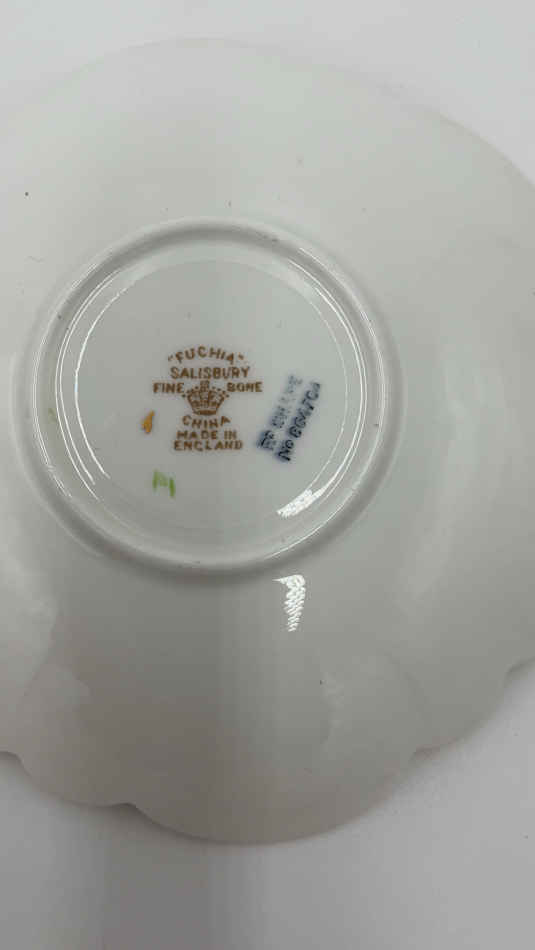 "FUCHIA"
SALISBURY
FINE BONE
CHINA
MADE IN
ENGLAND